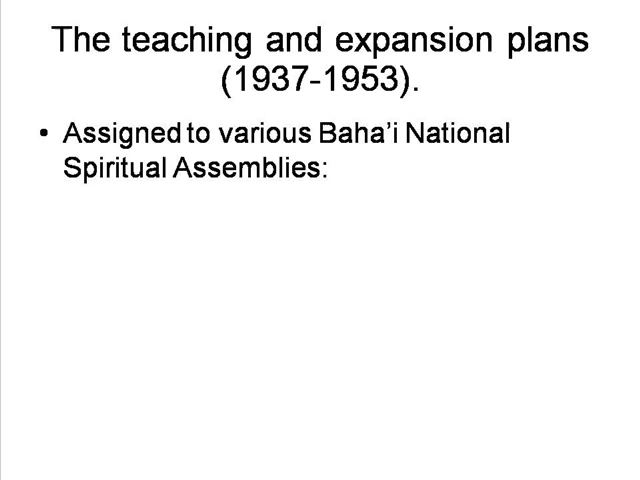 The teaching and expansion plans
(1937-1953).
• Assigned to various Baha’i National
Spiritual Assemblies: